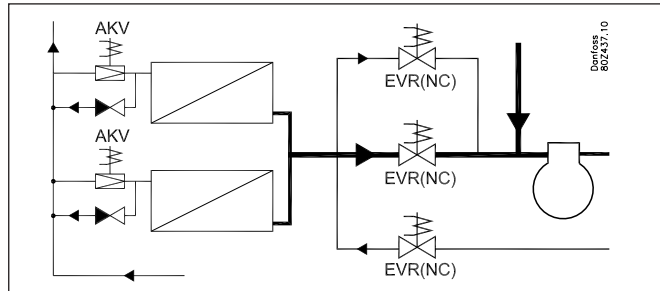 AKV
EVR(NC)
Danfoss
80Z437.10
AKV
EVR(NC)
EVR(NC)